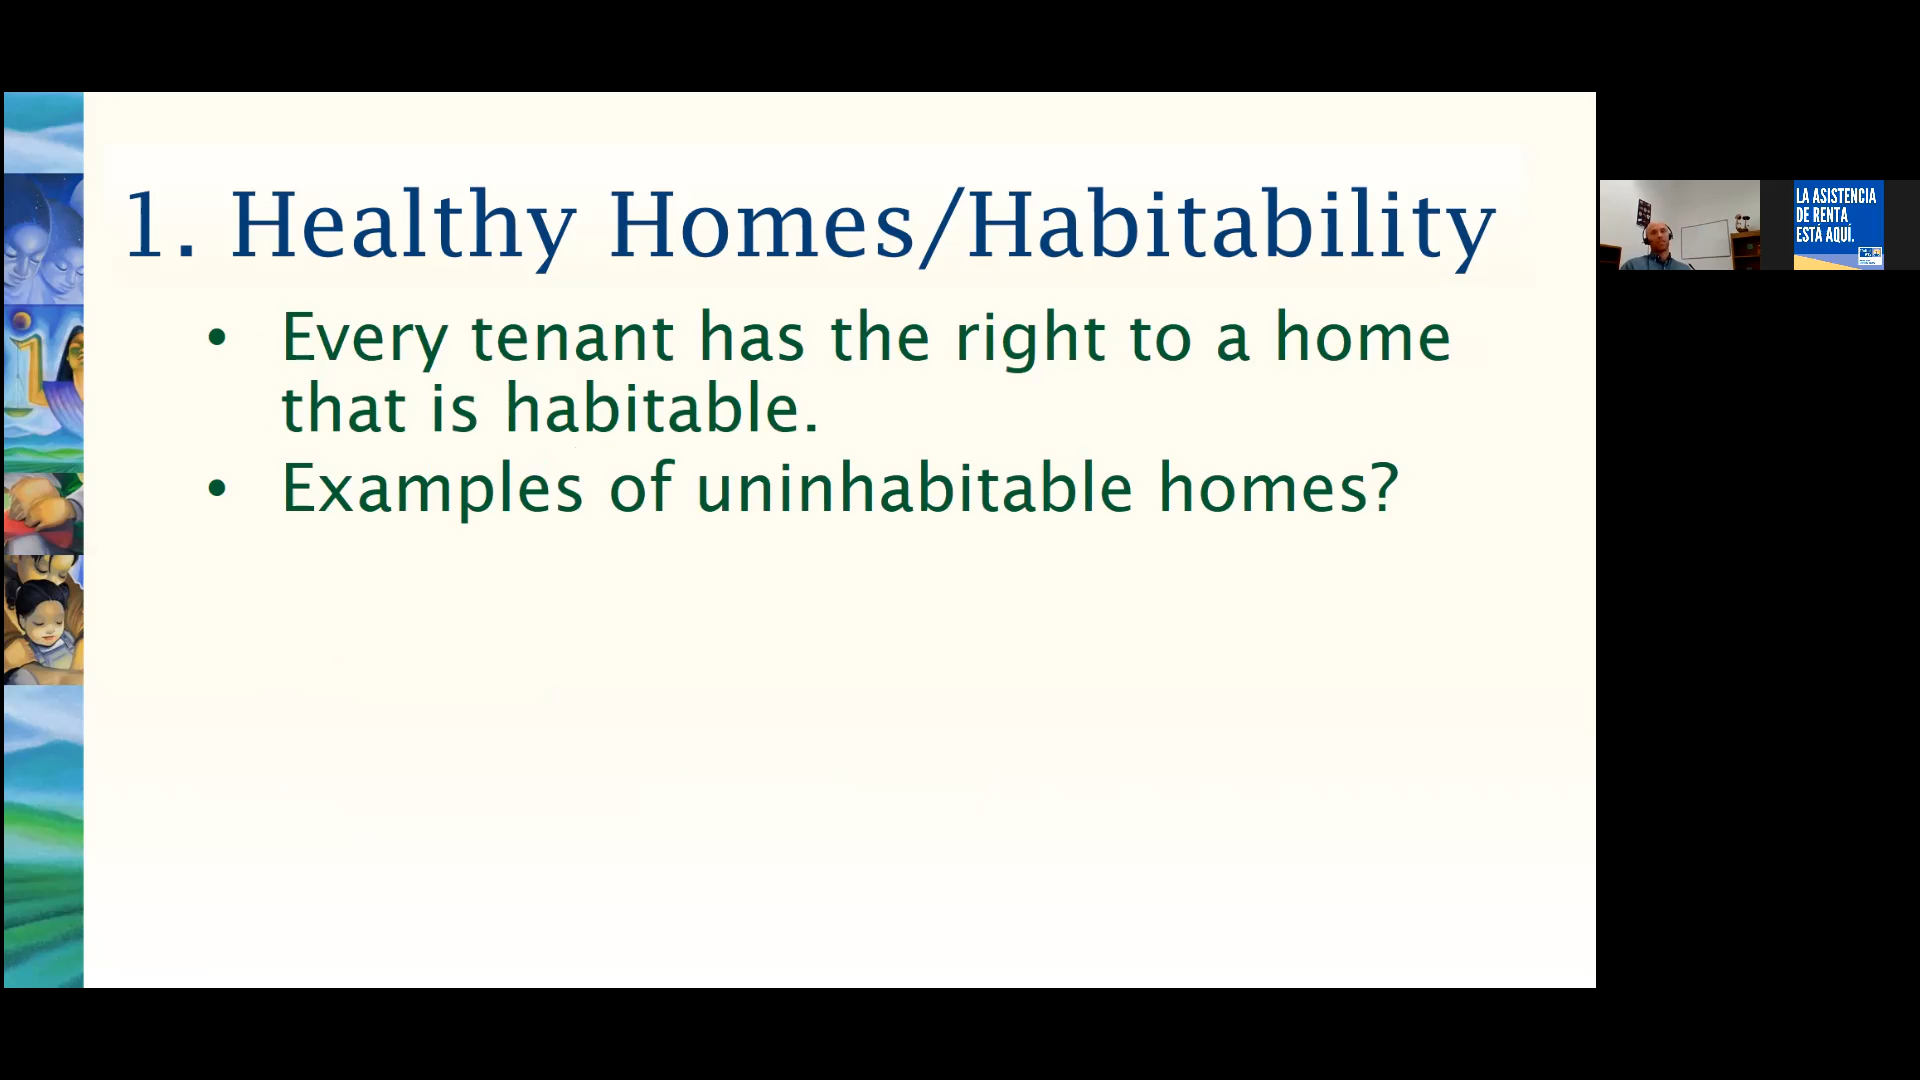 1. Healthy Homes/Habitability
• Every tenant has the right to a home
that is habitable.
• Examples of uninhabitable homes?
LA ASISTENCIA
DE RENTA
ESTÁ AQUÍ.